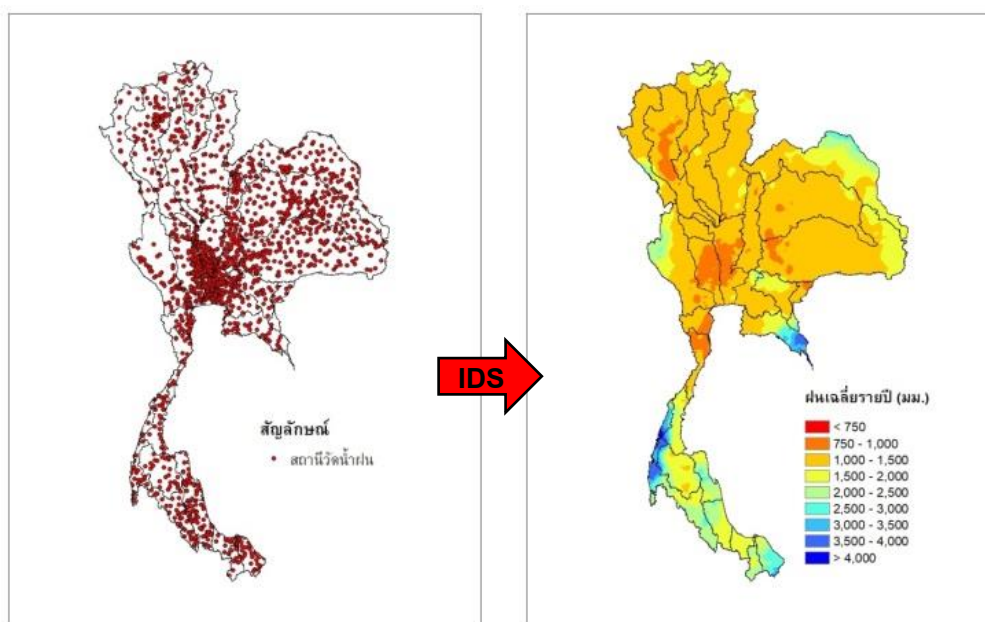 สัญลักษณ์
สถานีวัดน้ำฝน
IDS
ฝนเฉลี่ยรายปี (มม.)
< 750
750 - 1,000
1,000 - 1,500
1,500 - 2,000
2,000 - 2,500
2,500 - 3,000
3,000 - 3,500
3,500 - 4,000
> 4,000